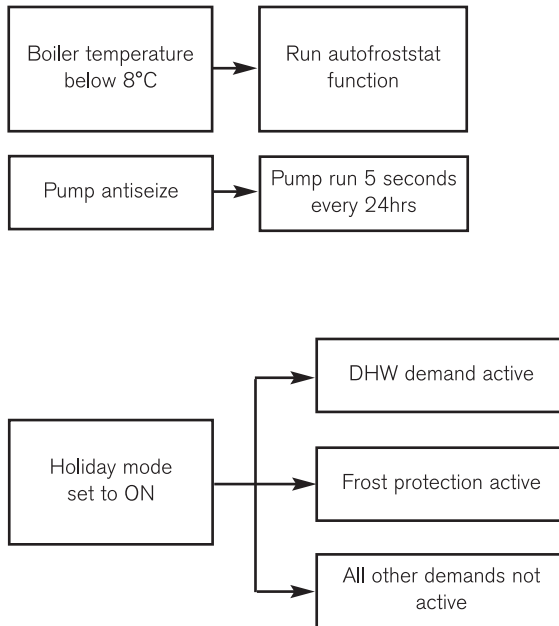 Boiler temperature
below 8°C
Run autofroststat
function
Pump antiseize
Pump run 5 seconds
every 24hrs
Holiday mode
set to ON
DHW demand active
Frost protection active
All other demands not
active